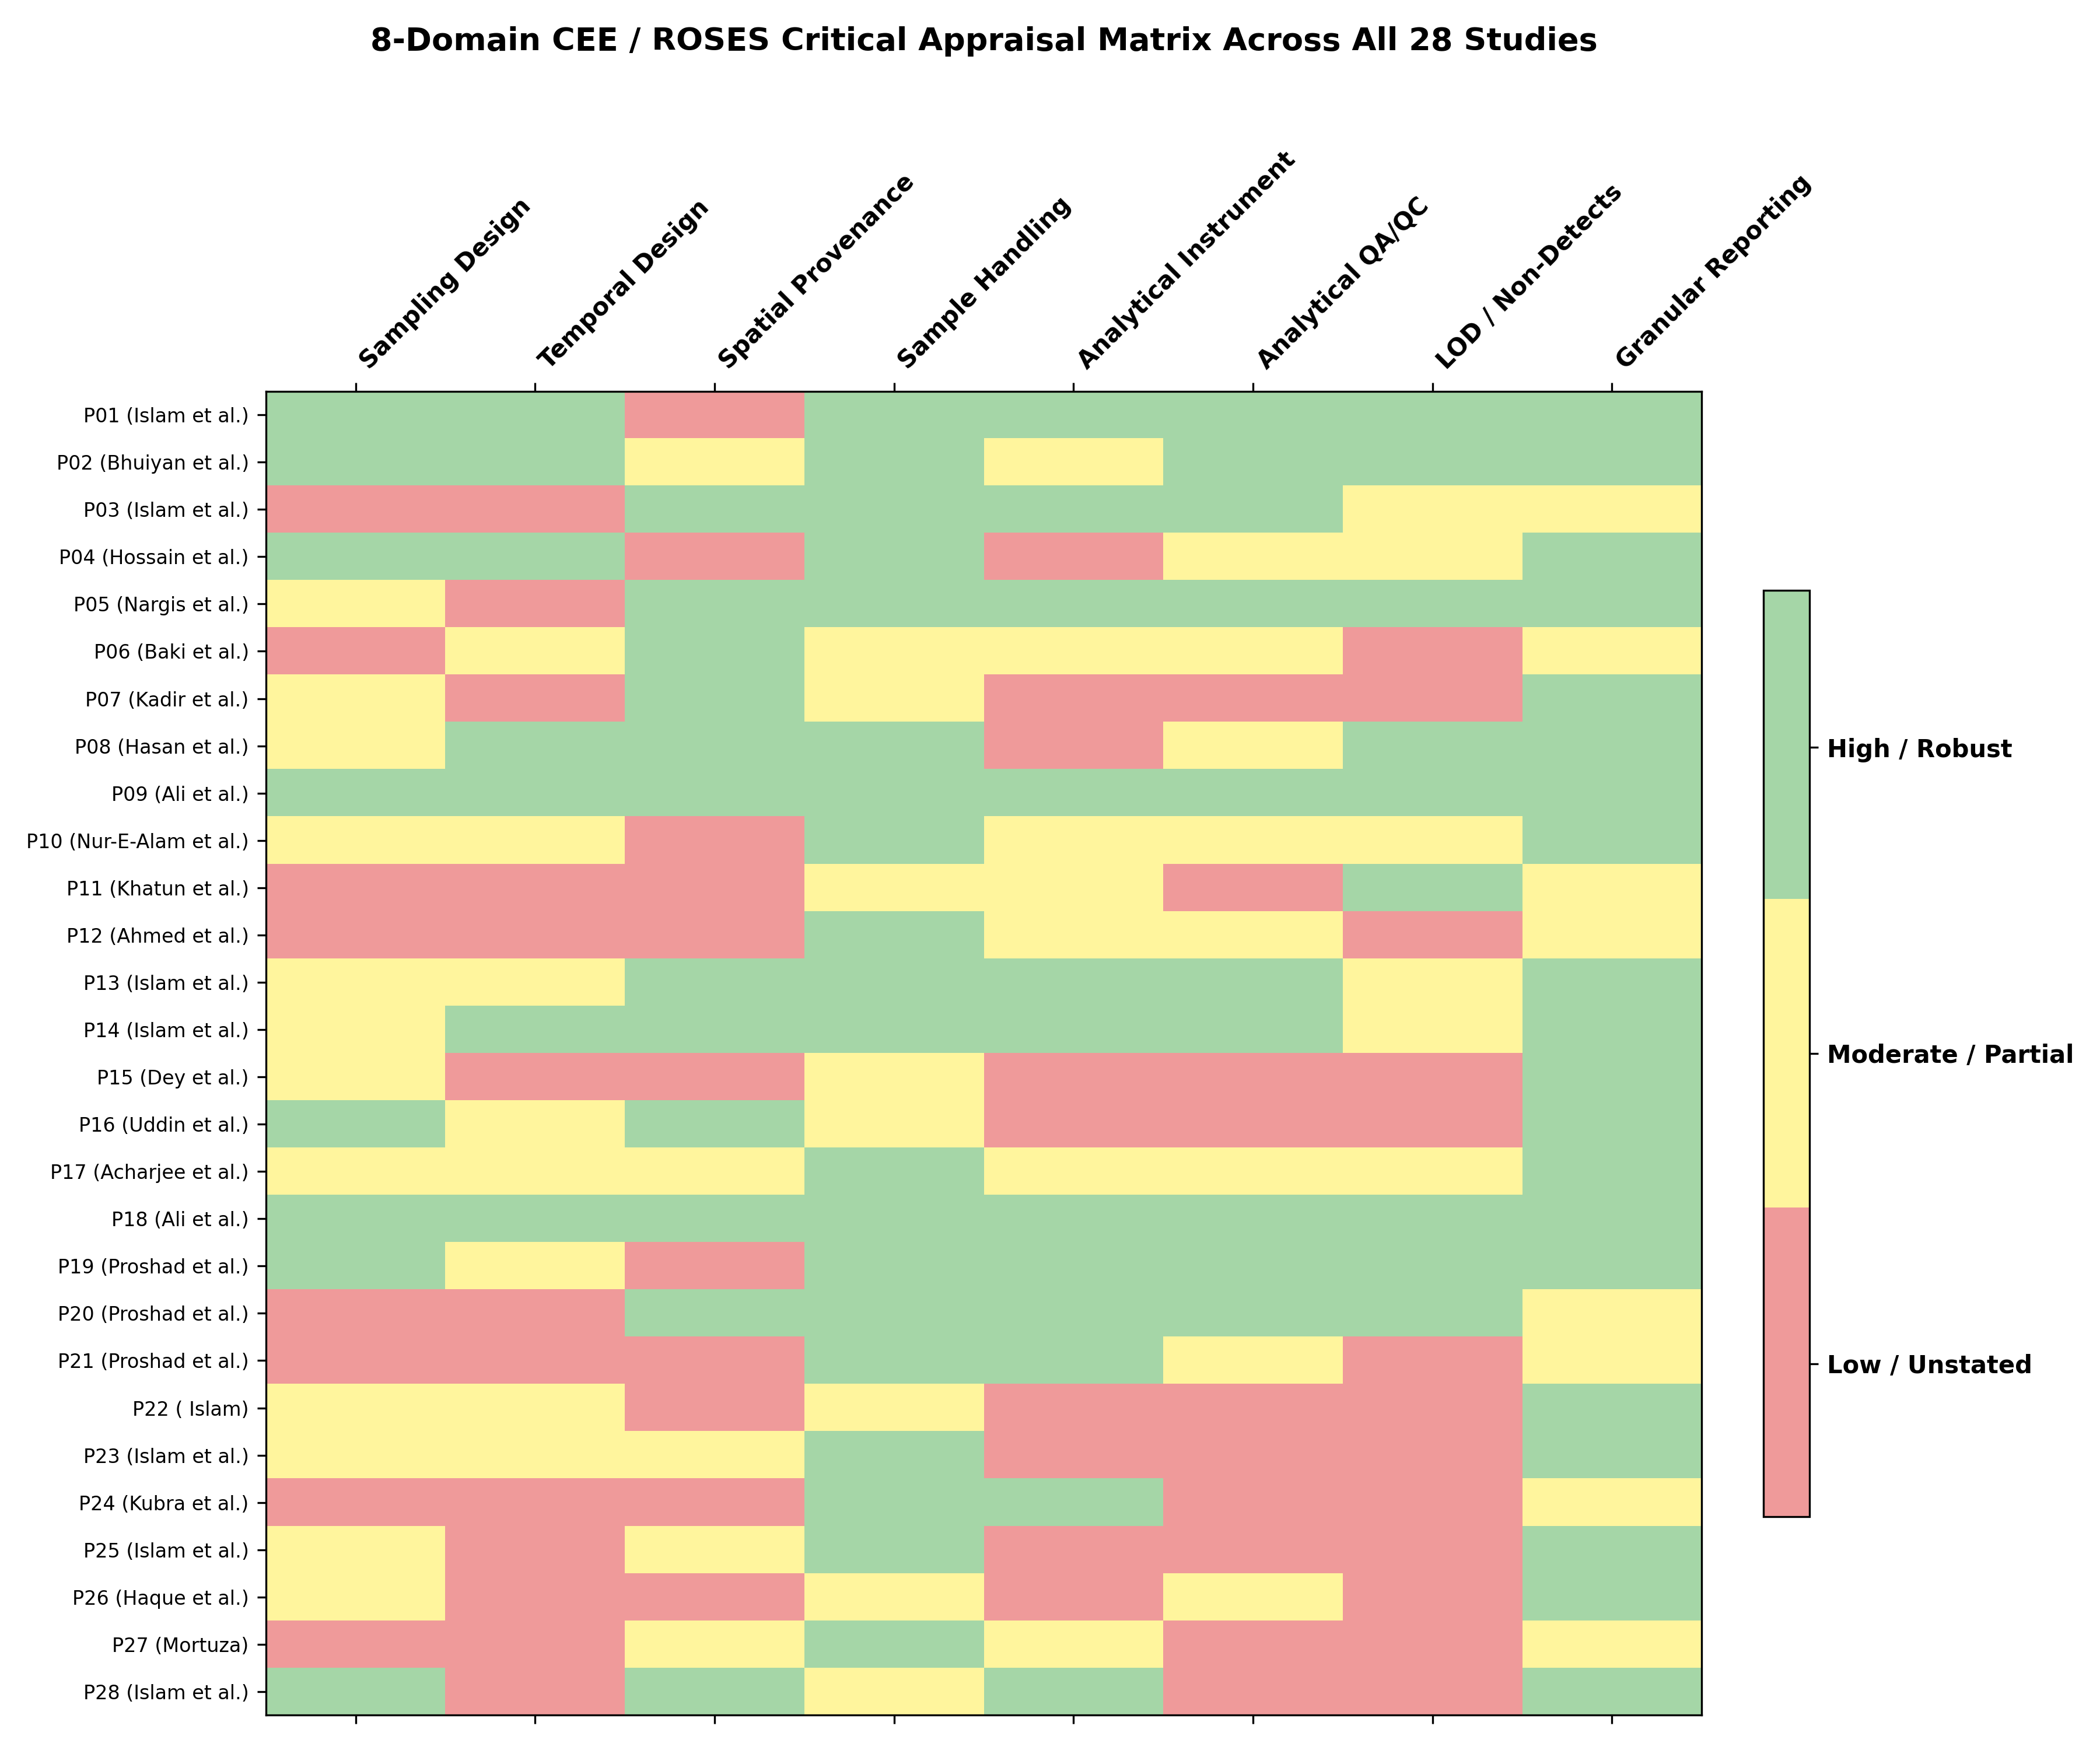 8-Domain CEE / ROSES Critical Appraisal Matrix Across All 28 Studies
Sampling Design
Temporal Design
Spatial Provenance
Sample Handling
Analytical Instrument
Analytical QA/QC
LOD / Non-Detects
Granular Reporting
P01 (Islam et al.)
P02 (Bhuiyan et al.)
P03 (Islam et al.)
P04 (Hossain et al.)
P05 (Nargis et al.)
P06 (Baki et al.)
P07 (Kadir et al.)
P08 (Hasan et al.)
P09 (Ali et al.)
P10 (Nur-E-Alam et al.)
P11 (Khatun et al.)
P12 (Ahmed et al.)
P13 (Islam et al.)
P14 (Islam et al.)
P15 (Dey et al.)
P16 (Uddin et al.)
P17 (Acharjee et al.)
P18 (Ali et al.)
P19 (Proshad et al.)
P20 (Proshad et al.)
P21 (Proshad et al.)
P22 ( Islam)
P23 (Islam et al.)
P24 (Kubra et al.)
P25 (Islam et al.)
P26 (Haque et al.)
P27 (Mortuza)
P28 (Islam et al.)
High / Robust
Moderate / Partial
Low / Unstated